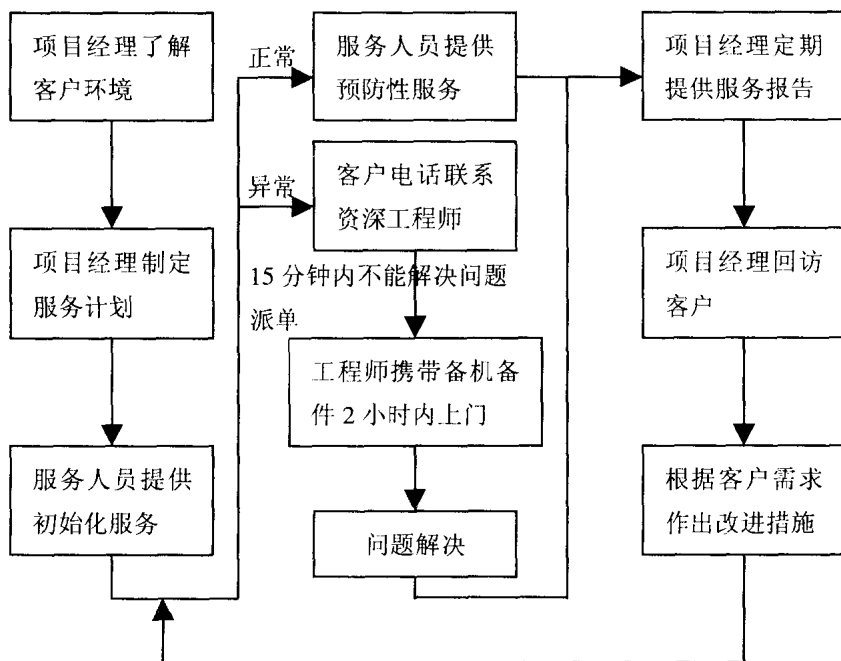 项目经理了解
客户环境
项目经理制定
服务计划
服务人员提供
初始化服务
正常
服务人员提供
预防性服务
异常
客户电话联系
资深工程师
15 分钟内不能解决问题
派单
工程师携带备机备
件 2 小时内上门
问题解决
项目经理定期
提供服务报告
项目经理回访
客户
根据客户需求
作出改进措施